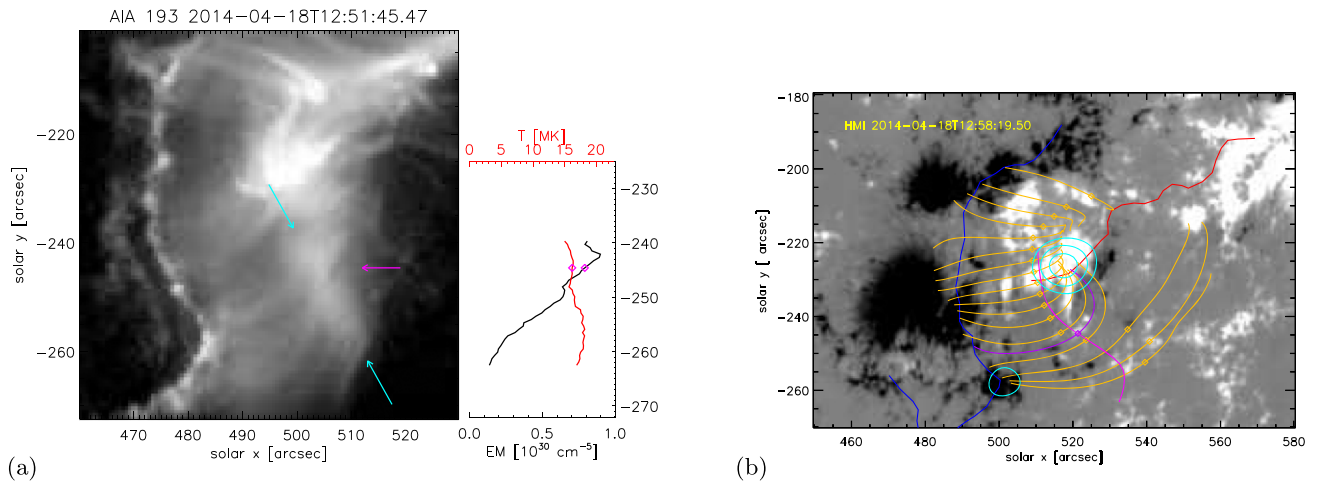 AIA 193 2014-04-18T12:51:45.47
solar y [arcsec]
-220
-240
-260
470 480 490 500 510 520
solar x [arcsec]
T [MK]
0 5 10 15 20
-230
-240
-250
-260
-270
0.0 0.5 1.0
EM [10^30 cm^-5]
(a)
HMI 2014-04-18T12:58:19.50
solar y [ arcsec]
-180
-200
-220
-240
-260
460 480 500 520 540 560 580
solar x [arcsec]
(b)